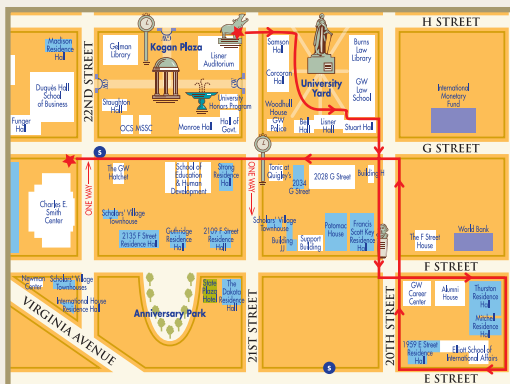 H STREET
Madison
Residence
Hall
22ND STREET
Gelman
Library
Kogan Plaza
Lisner
Auditorium
Samson
Hall
Corcoran
Hall
University
Yard
Burns
Law
Library
GW
Law
School
International
Monetary
Fund
Duquès Hall
School
of Business
Funger
Hall
Staughton
Hall
OCS
MSSC
University
Honors Program
Monroe Hall
Hall of
Govt.
Woodhull
House
GW
Police
Bell
Hall
Lisner
Hall
Stuart Hall
G STREET
S
Charles E.
Smith
Center
ONE WAY
The GW
Hatchet
School of
Education
& Human
Development
Strong
Residence
Hall
ONE WAY
Tonic at
Quigley's
2034
G Street
2028 G Street
Building H
Scholars' Village
Townhouse
2135 F Street
Residence Hall
Guthridge
Residence
Hall
2109 F Street
Residence
Hall
Scholars' Village
Townhouse
Building
JJ
Support
Building
Potomac
House
Francis
Scott Key
Residence
Hall
The F Street
House
World Bank
F STREET
Newman
Center
Scholars' Village
Townhouses
International House
Residence Hall
VIRGINIA AVENUE
Anniversary Park
State
Plaza
Hotel
The
Dakota
Residence
Hall
21ST STREET
S
20TH STREET
GW
Career
Center
Alumni
House
Thurston
Residence
Hall
Mitchell
Residence
Hall
1959 E Street
Residence
Hall
Elliott School of
International Affairs
E STREET